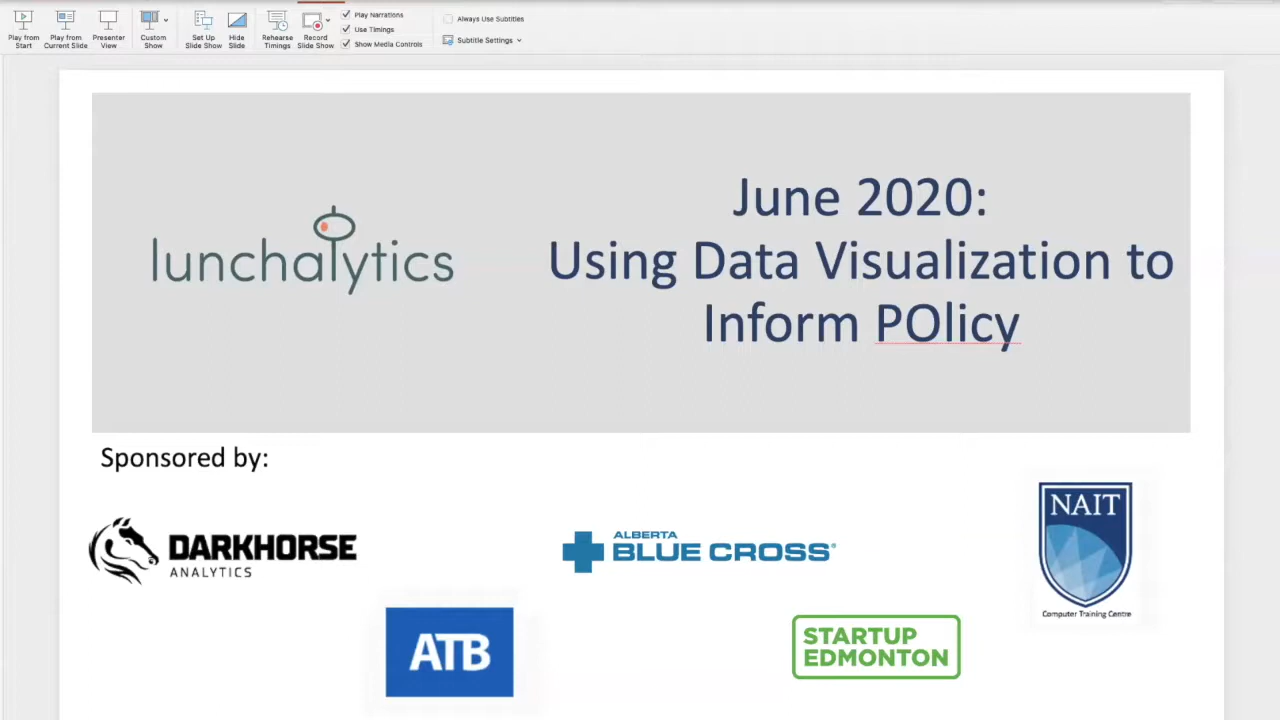 Play from Start
Play from Current Slide
Presenter View
Custom Show
Set Up Slide Show
Hide Slide
Rehearse Timings
Record Slide Show
Play Narrations
Use Timings
Show Media Controls
Always Use Subtitles
Subtitle Settings
lunchalytics
June 2020:
Using Data Visualization to
Inform POlicy
Sponsored by:
DARKHORSE
ANALYTICS
ALBERTA
BLUE CROSS®
NAIT
Computer Training Centre
ATB
STARTUP
EDMONTON